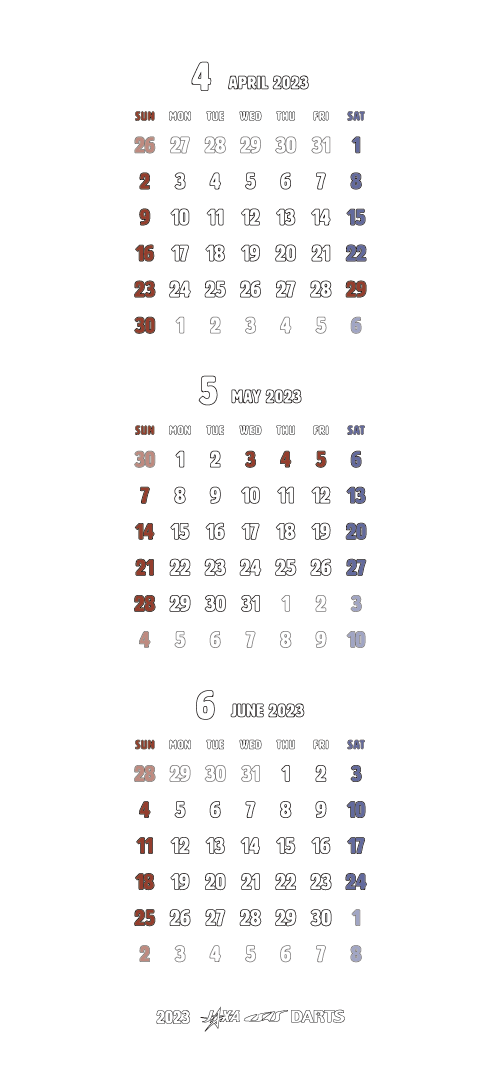 4 APRIL 2023
SUN MON TUE WED THU FRI SAT
26 27 28 29 30 31 1
2 3 4 5 6 7 8
9 10 11 12 13 14 15
16 17 18 19 20 21 22
23 24 25 26 27 28 29
30 1 2 3 4 5 6
5 MAY 2023
SUN MON TUE WED THU FRI SAT
30 1 2 3 4 5 6
7 8 9 10 11 12 13
14 15 16 17 18 19 20
21 22 23 24 25 26 27
28 29 30 31 1 2 3
4 5 6 7 8 9 10
6 JUNE 2023
SUN MON TUE WED THU FRI SAT
28 29 30 31 1 2 3
4 5 6 7 8 9 10
11 12 13 14 15 16 17
18 19 20 21 22 23 24
25 26 27 28 29 30 1
2 3 4 5 6 7 8
2023 JAXA DARTS